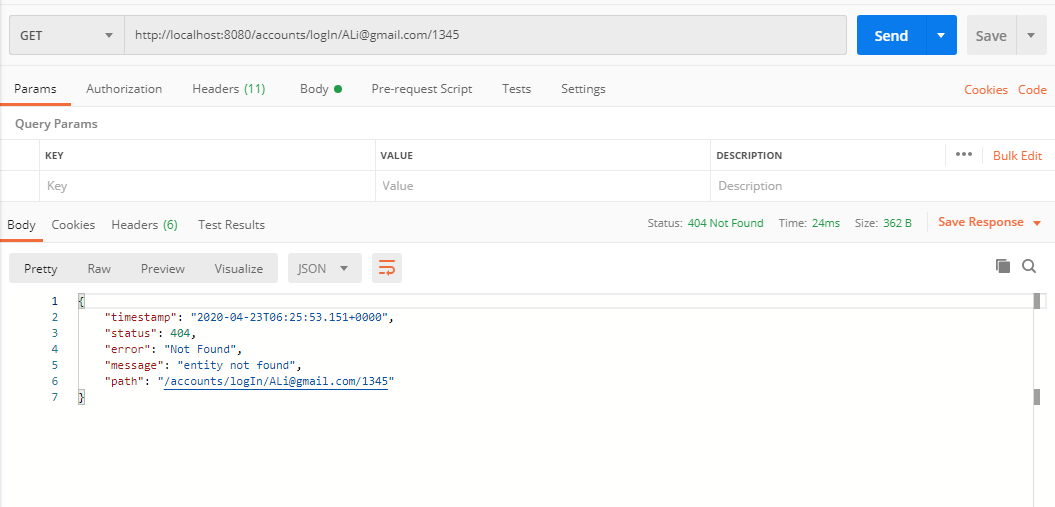 GET http://localhost:8080/accounts/logIn/ALi@gmail.com/1345 Send Save
Params Authorization Headers (11) Body Pre-request Script Tests Settings Cookies Code
Query Params
KEY VALUE DESCRIPTION ••• Bulk Edit
Key Value Description
Body Cookies Headers (6) Test Results Status: 404 Not Found Time: 24ms Size: 362 B Save Response
Pretty Raw Preview Visualize JSON
1 {
2 "timestamp": "2020-04-23T06:25:53.151+0000",
3 "status": 404,
4 "error": "Not Found",
5 "message": "entity not found",
6 "path": "/accounts/logIn/ALi@gmail.com/1345"
7 }